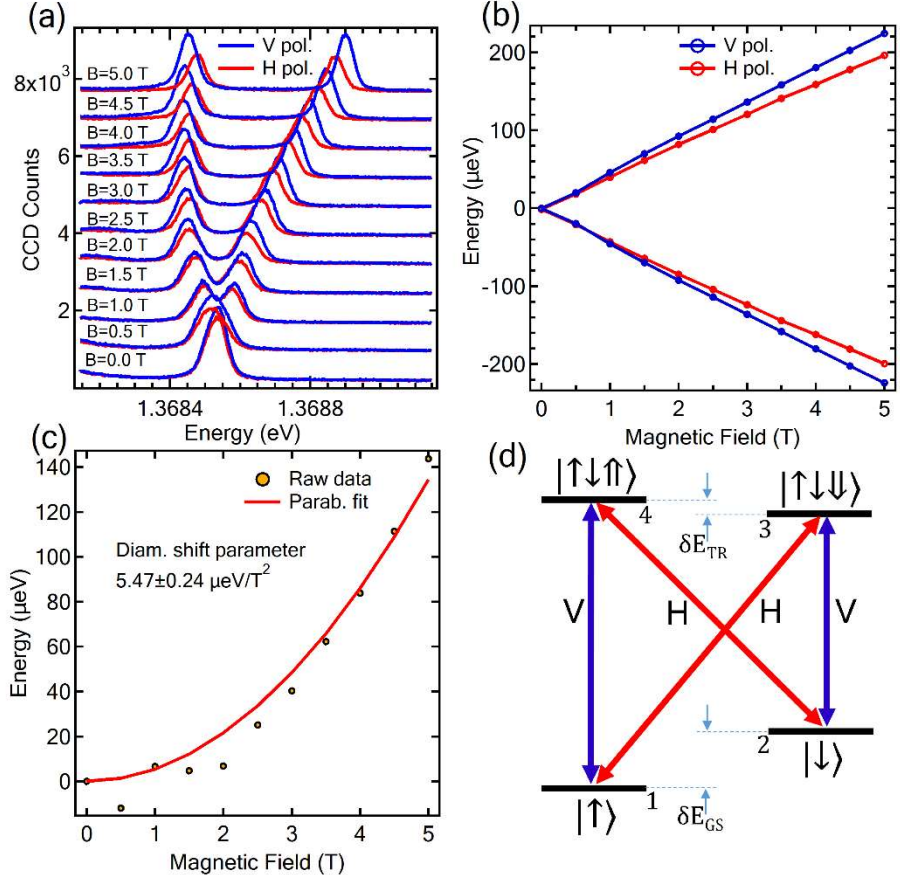 (a)
V pol.
H pol.
8x10³
6
4
2
CCD Counts
B=5.0 T
B=4.5 T
B=4.0 T
B=3.5 T
B=3.0 T
B=2.5 T
B=2.0 T
B=1.5 T
B=1.0 T
B=0.5 T
B=0.0 T
1.3684
1.3688
Energy (eV)
(b)
V pol.
H pol.
200
100
0
-100
-200
Energy (µeV)
0
1
2
3
4
5
Magnetic Field (T)
(c)
Raw data
Parab. fit
Diam. shift parameter
5.47±0.24 µeV/T²
140
120
100
80
60
40
20
0
Energy (µeV)
0
1
2
3
4
5
Magnetic Field (T)
(d)
|↑↓⇑⟩
4
|↑↓⇓⟩
3
δE_TR
V
H
H
V
2
|↓⟩
1
|↑⟩
δE_GS